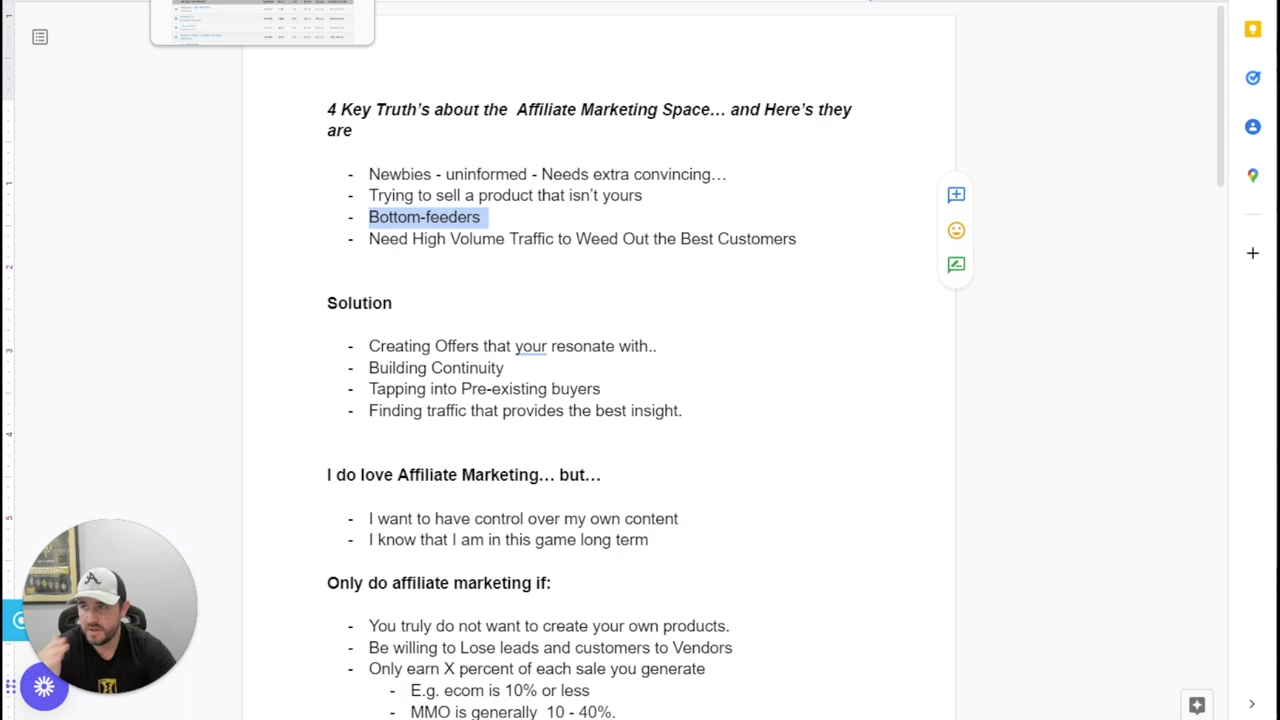 4 Key Truth's about the  Affiliate Marketing Space… and Here's they
are
- Newbies - uninformed - Needs extra convincing…
- Trying to sell a product that isn't yours
- Bottom-feeders
- Need High Volume Traffic to Weed Out the Best Customers
Solution
- Creating Offers that your resonate with..
- Building Continuity
- Tapping into Pre-existing buyers
- Finding traffic that provides the best insight.
I do love Affiliate Marketing… but…
- I want to have control over my own content
- I know that I am in this game long term
Only do affiliate marketing if:
- You truly do not want to create your own products.
- Be willing to Lose leads and customers to Vendors
- Only earn X percent of each sale you generate
- E.g. ecom is 10% or less
- MMO is generally  10 - 40%.